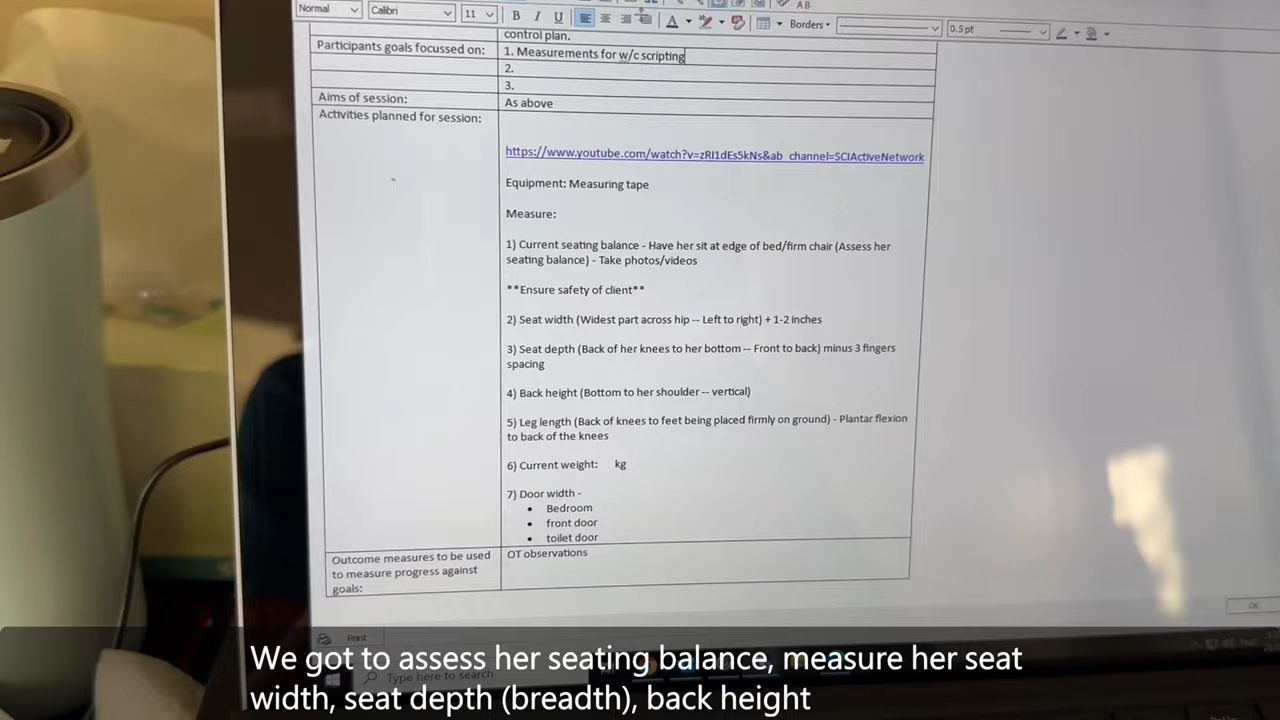 Normal Calibri 11 B I U A Borders 0.5 pt
control plan.
Participants goals focussed on: 1. Measurements for w/c scripting
2.
3.
Aims of session: As above
Activities planned for session:
https://www.youtube.com/watch?v=zRl1dEs5kNs&ab_channel=SCIActiveNetwork
Equipment: Measuring tape
Measure:
1) Current seating balance - Have her sit at edge of bed/firm chair (Assess her
seating balance) - Take photos/videos
**Ensure safety of client**
2) Seat width (Widest part across hip -- Left to right) + 1-2 inches
3) Seat depth (Back of her knees to her bottom -- Front to back) minus 3 fingers
spacing
4) Back height (Bottom to her shoulder -- vertical)
5) Leg length (Back of knees to feet being placed firmly on ground) - Plantar flexion
to back of the knees
6) Current weight: kg
7) Door width -
• Bedroom
• front door
• toilet door
Outcome measures to be used
to measure progress against
goals:
OT observations
OK
Print
Type here to search
We got to assess her seating balance, measure her seat
width, seat depth (breadth), back height